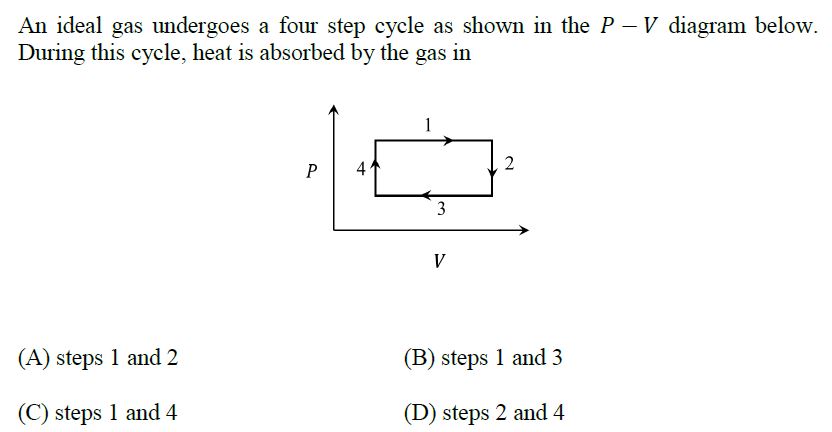 An ideal gas undergoes a four step cycle as shown in the P – V diagram below.
During this cycle, heat is absorbed by the gas in
1
P
4
2
3
V
(A) steps 1 and 2
(B) steps 1 and 3
(C) steps 1 and 4
(D) steps 2 and 4